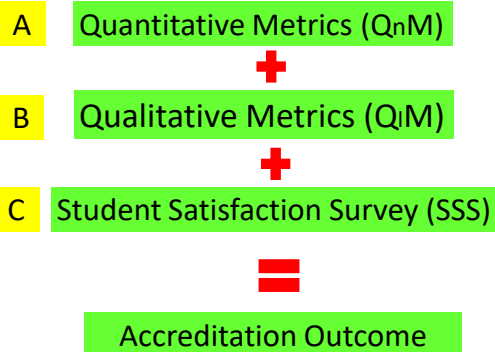 A Quantitative Metrics (QnM)
+
B Qualitative Metrics (QlM)
+
C Student Satisfaction Survey (SSS)
=
Accreditation Outcome